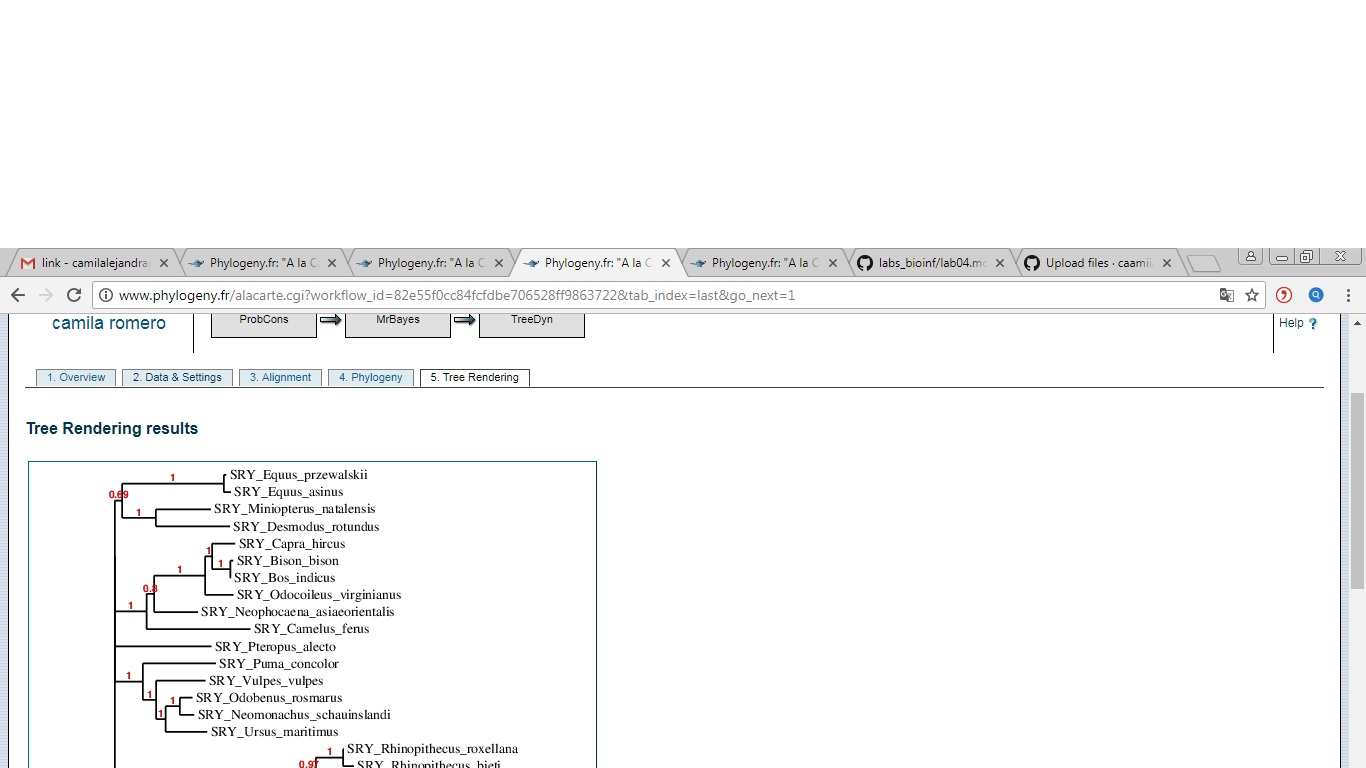 link - camilalejandra
Phylogeny.fr: "A la C
Phylogeny.fr: "A la C
Phylogeny.fr: "A la C
Phylogeny.fr: "A la C
labs_bioinf/lab04.mc
Upload files · caamii
www.phylogeny.fr/alacarte.cgi?workflow_id=82e55f0cc84fcfdbe706528ff9863722&tab_index=last&go_next=1
camila romero
ProbCons
MrBayes
TreeDyn
Help ?
1. Overview
2. Data & Settings
3. Alignment
4. Phylogeny
5. Tree Rendering
Tree Rendering results
1 SRY_Equus_przewalskii
0.69 SRY_Equus_asinus
1 SRY_Miniopterus_natalensis
SRY_Desmodus_rotundus
1 SRY_Capra_hircus
1 SRY_Bison_bison
1 SRY_Bos_indicus
0.8 SRY_Odocoileus_virginianus
1 SRY_Neophocaena_asiaeorientalis
SRY_Camelus_ferus
SRY_Pteropus_alecto
SRY_Puma_concolor
1 SRY_Vulpes_vulpes
1 1 SRY_Odobenus_rosmarus
1 SRY_Neomonachus_schauinslandi
SRY_Ursus_maritimus
1 SRY_Rhinopithecus_roxellana
0.97 SRY_Rhinopithecus_bieti